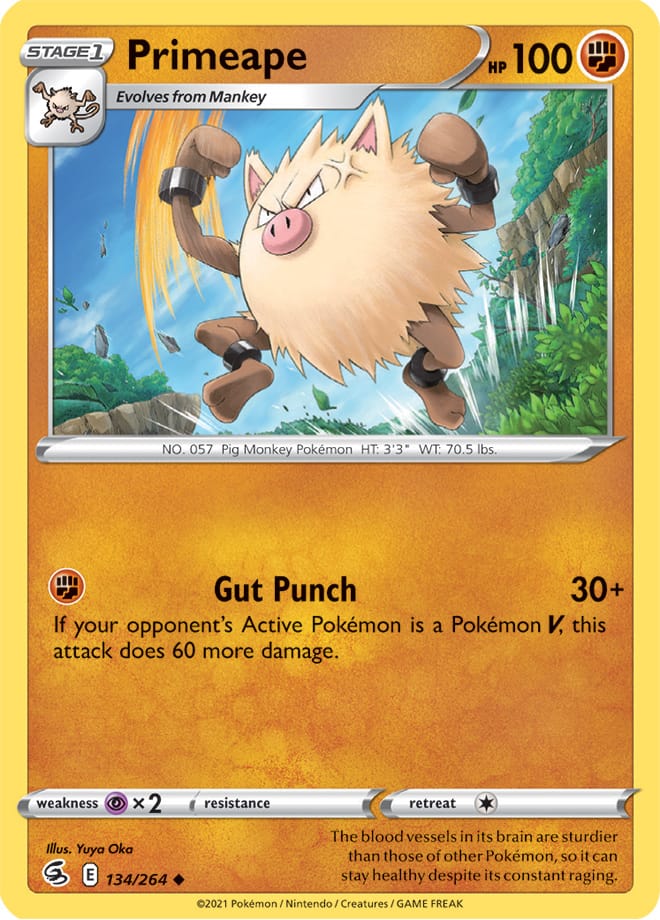 STAGE 1
Primeape
HP 100
Evolves from Mankey
NO. 057 Pig Monkey Pokémon HT: 3'3" WT: 70.5 lbs.
Gut Punch 30+
If your opponent's Active Pokémon is a Pokémon V, this
attack does 60 more damage.
weakness ×2 resistance retreat
Illus. Yuya Oka
The blood vessels in its brain are sturdier
than those of other Pokémon, so it can
stay healthy despite its constant raging.
E 134/264
©2021 Pokémon / Nintendo / Creatures / GAME FREAK